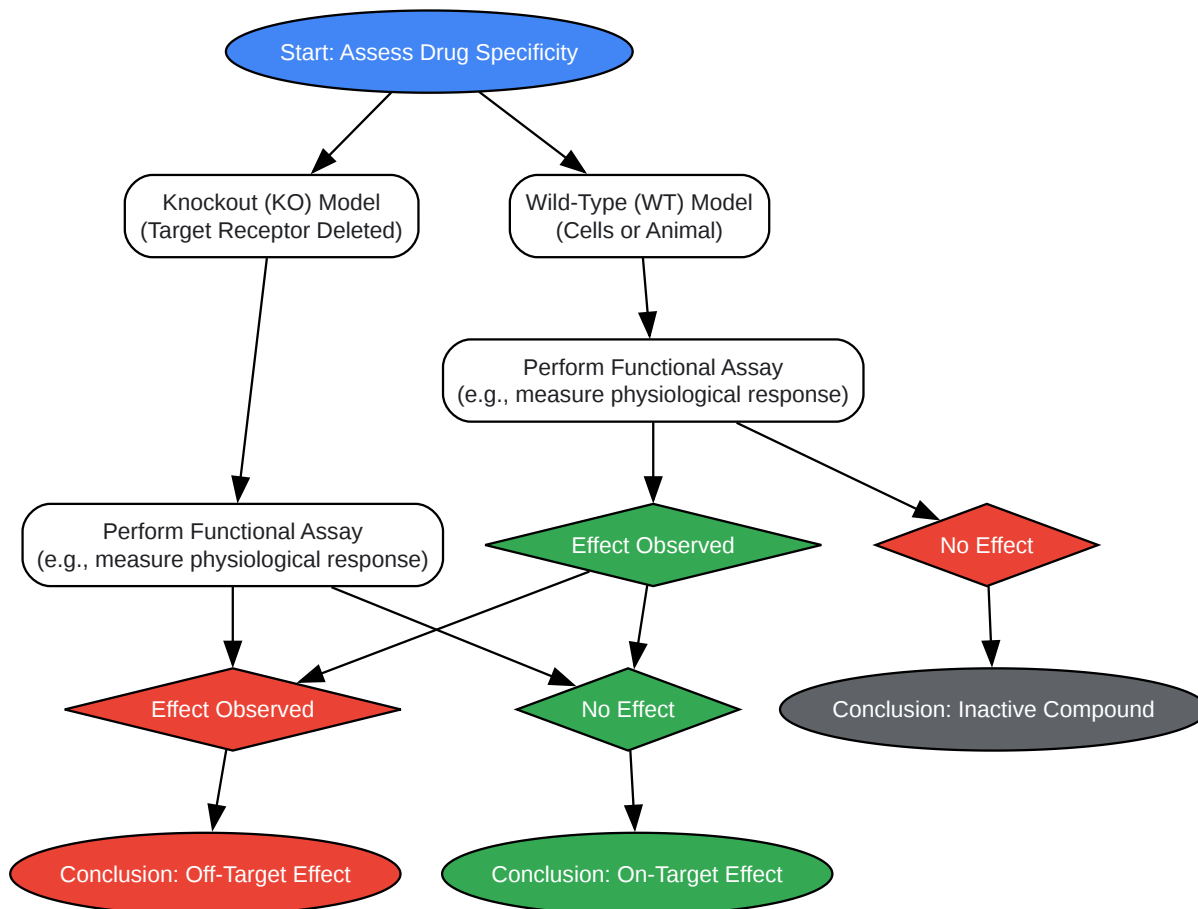 Start: Assess Drug Specificity
Knockout (KO) Model
(Target Receptor Deleted)
Wild-Type (WT) Model
(Cells or Animal)
Perform Functional Assay
(e.g., measure physiological response)
Perform Functional Assay
(e.g., measure physiological response)
Effect Observed
No Effect
Effect Observed
No Effect
Conclusion: Inactive Compound
Conclusion: Off-Target Effect
Conclusion: On-Target Effect